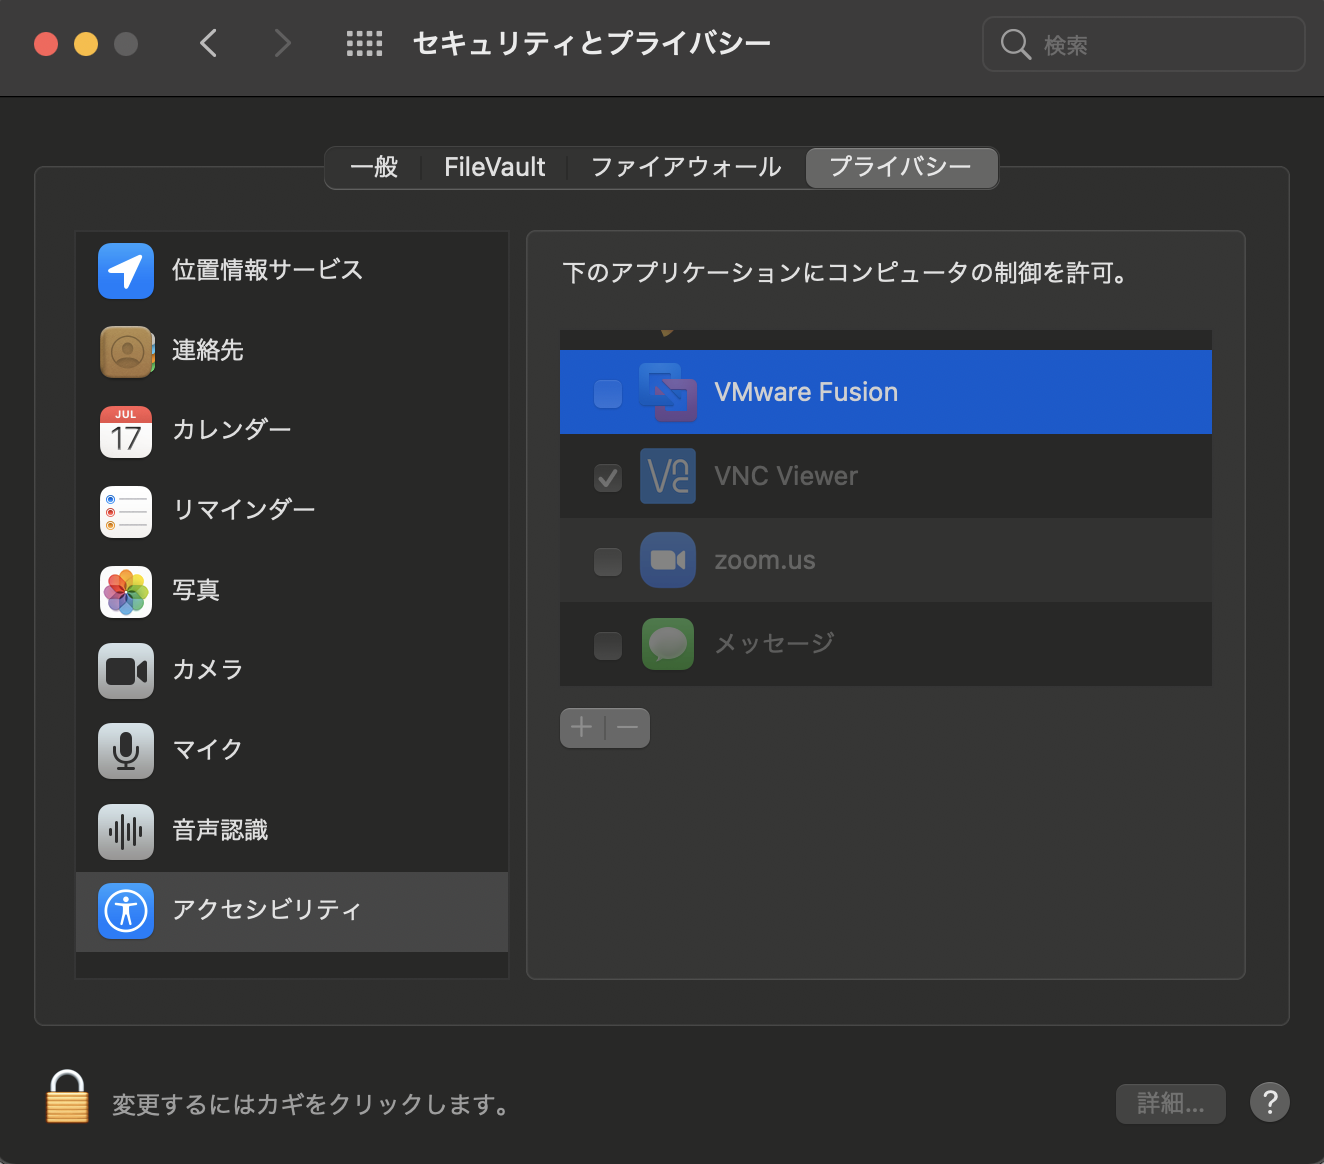 セキュリティとプライバシー
検索
一般
FileVault
ファイアウォール
プライバシー
位置情報サービス
連絡先
JUL
17
カレンダー
リマインダー
写真
カメラ
マイク
音声認識
アクセシビリティ
下のアプリケーションにコンピュータの制御を許可。
VMware Fusion
VNC Viewer
zoom.us
メッセージ
変更するにはカギをクリックします。
詳細...
?